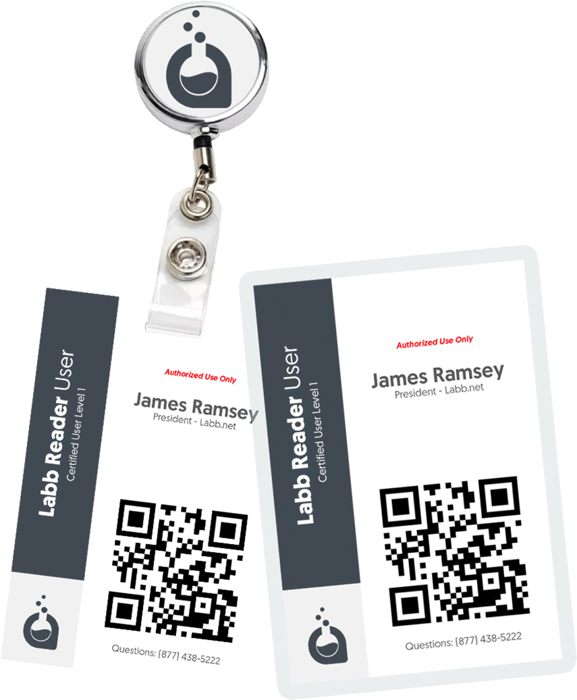 Labb Reader User
Certified User Level 1
Authorized Use Only
James Ramsey
President - Labb.net
Questions: (877) 438-5222
Labb Reader User
Certified User Level 1
Authorized Use Only
James Ramsey
President - Labb.net
Questions: (877) 438-5222